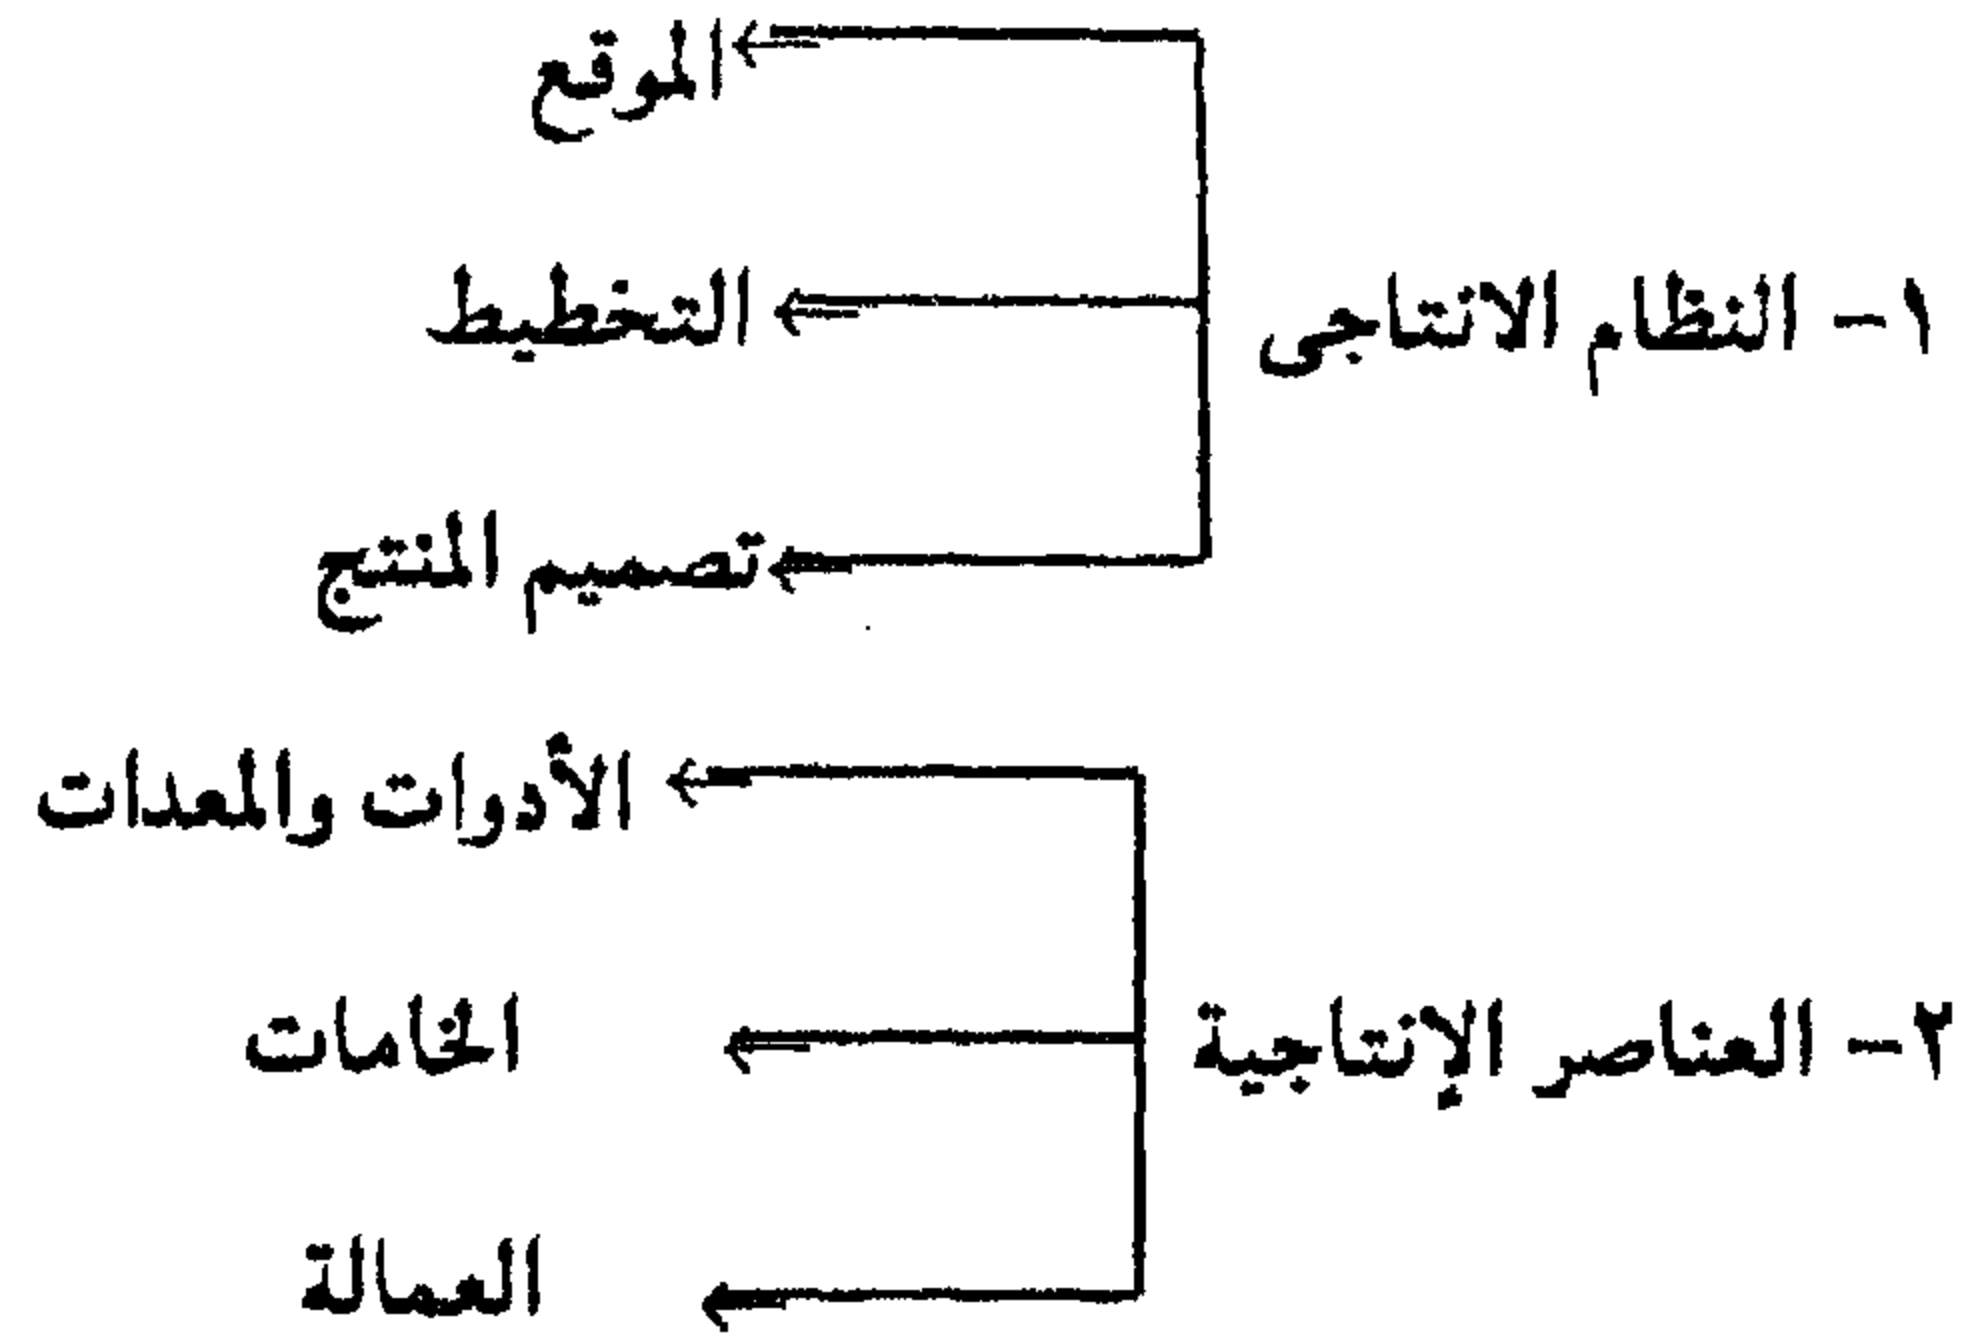 الموقع
١- النظام الانتاجى
التخطيط
تصميم المنتج
الأدوات والمعدات
٢- العناصر الإنتاجية
الخامات
العمالة